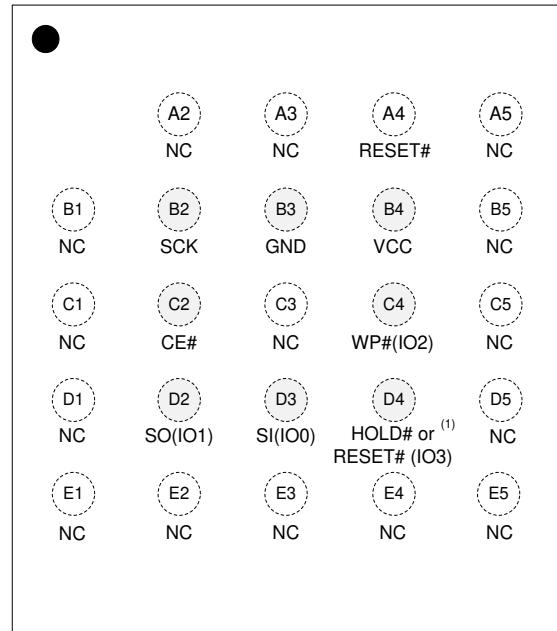 A2 A3 A4 A5
NC NC RESET# NC
B1 B2 B3 B4 B5
NC SCK GND VCC NC
C1 C2 C3 C4 C5
NC CE# NC WP#(IO2) NC
D1 D2 D3 D4 D5
NC SO(IO1) SI(IO0) HOLD# or (1) NC
RESET# (IO3)
E1 E2 E3 E4 E5
NC NC NC NC NC